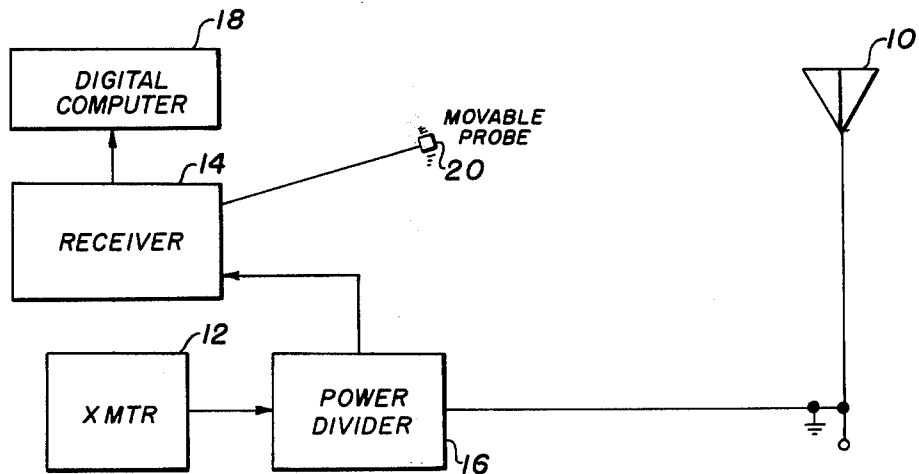 18
10
DIGITAL
COMPUTER
MOVABLE
PROBE
20
14
RECEIVER
12
XMTR
POWER
DIVIDER
16